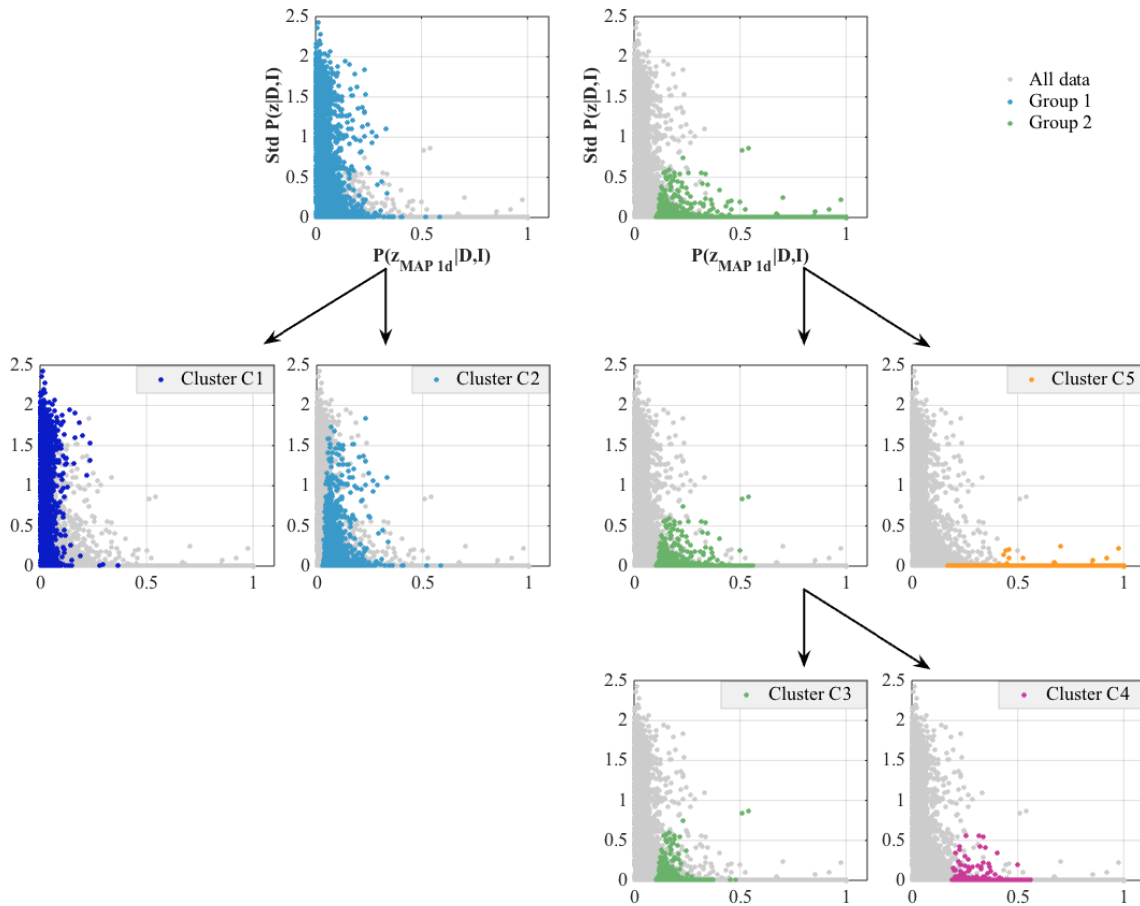 2.5
2
1.5
1
0.5
0
Std P(z|D,I)
0 0.5 1
P(z_MAP 1d|D,I)
2.5
2
1.5
1
0.5
0
Std P(z|D,I)
0 0.5 1
P(z_MAP 1d|D,I)
All data
Group 1
Group 2
2.5
2
1.5
1
0.5
0
0 0.5 1
Cluster C1
2.5
2
1.5
1
0.5
0
0 0.5 1
Cluster C2
2.5
2
1.5
1
0.5
0
0 0.5 1
2.5
2
1.5
1
0.5
0
0 0.5 1
Cluster C5
2.5
2
1.5
1
0.5
0
0 0.5 1
Cluster C3
2.5
2
1.5
1
0.5
0
0 0.5 1
Cluster C4